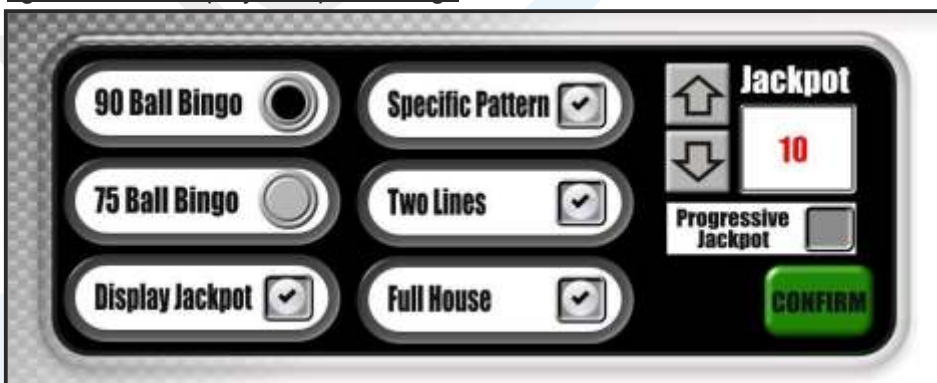 90 Ball Bingo
Specific Pattern
Jackpot
10
75 Ball Bingo
Two Lines
Progressive
Jackpot
Display Jackpot
Full House
CONFIRM